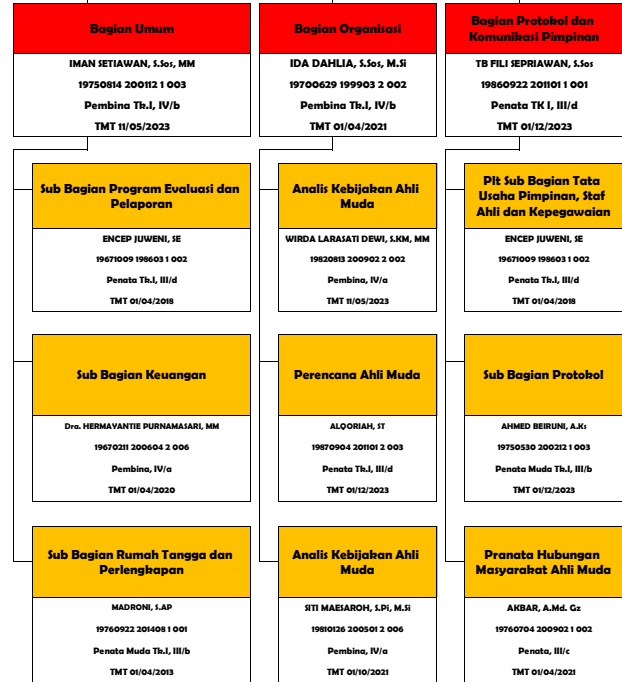 Bagian Umum
IMAN SETIAWAN, S.Sos, MM
19750814 200112 1 003
Pembina Tk.I, IV/b
TMT 11/05/2023
Sub Bagian Program Evaluasi dan
Pelaporan
ENCEP JUWENI, SE
19671009 198603 1 002
Penata Tk.I, III/d
TMT 01/04/2018
Sub Bagian Keuangan
Dra. HERMAYANTIE PURNAMASARI, MM
19670211 200604 2 006
Pembina, IV/a
TMT 01/04/2020
Sub Bagian Rumah Tangga dan
Perlengkapan
MADRONI, S.AP
19760922 201408 1 001
Penata Muda Tk.I, III/b
TMT 01/04/2013
Bagian Organisasi
IDA DAHLIA, S.Sos, M.Si
19700629 199903 2 002
Pembina Tk.I, IV/b
TMT 01/04/2021
Analis Kebijakan Ahli
Muda
WIRDA LARASATI DEWI, S.KM, MM
19820813 200902 2 002
Pembina, IV/a
TMT 11/05/2023
Perencana Ahli Muda
ALQORIAH, ST
19870904 201101 2 003
Penata Tk.I, III/d
TMT 01/12/2023
Analis Kebijakan Ahli
Muda
SITI MAESAROH, S.Pi, M.Si
19810126 200501 2 006
Pembina, IV/a
TMT 01/10/2021
Bagian Protokol dan
Komunikasi Pimpinan
TB FILI SEPRIAWAN, S.Sos
19860922 201101 1 001
Penata TK I, III/d
TMT 01/12/2023
Plt Sub Bagian Tata
Usaha Pimpinan, Staf
Ahli dan Kepegawaian
ENCEP JUWENI, SE
19671009 198603 1 002
Penata Tk.I, III/d
TMT 01/04/2018
Sub Bagian Protokol
AHMED BEIRUNI, A.Ks
19750530 200212 1 003
Penata Muda Tk.I, III/b
TMT 01/12/2023
Pranata Hubungan
Masyarakat Ahli Muda
AKBAR, A.Md. Gz
19760704 200902 1 002
Penata, III/c
TMT 01/04/2021